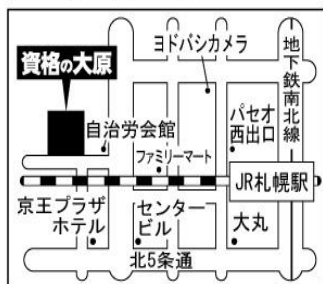 ヨドバシカメラ
地下鉄南北線
資格の大原
パセオ
西出口
自治労会館
ファミリーマート
JR札幌駅
京王プラザ
ホテル
センター
ビル
大丸
北5条通